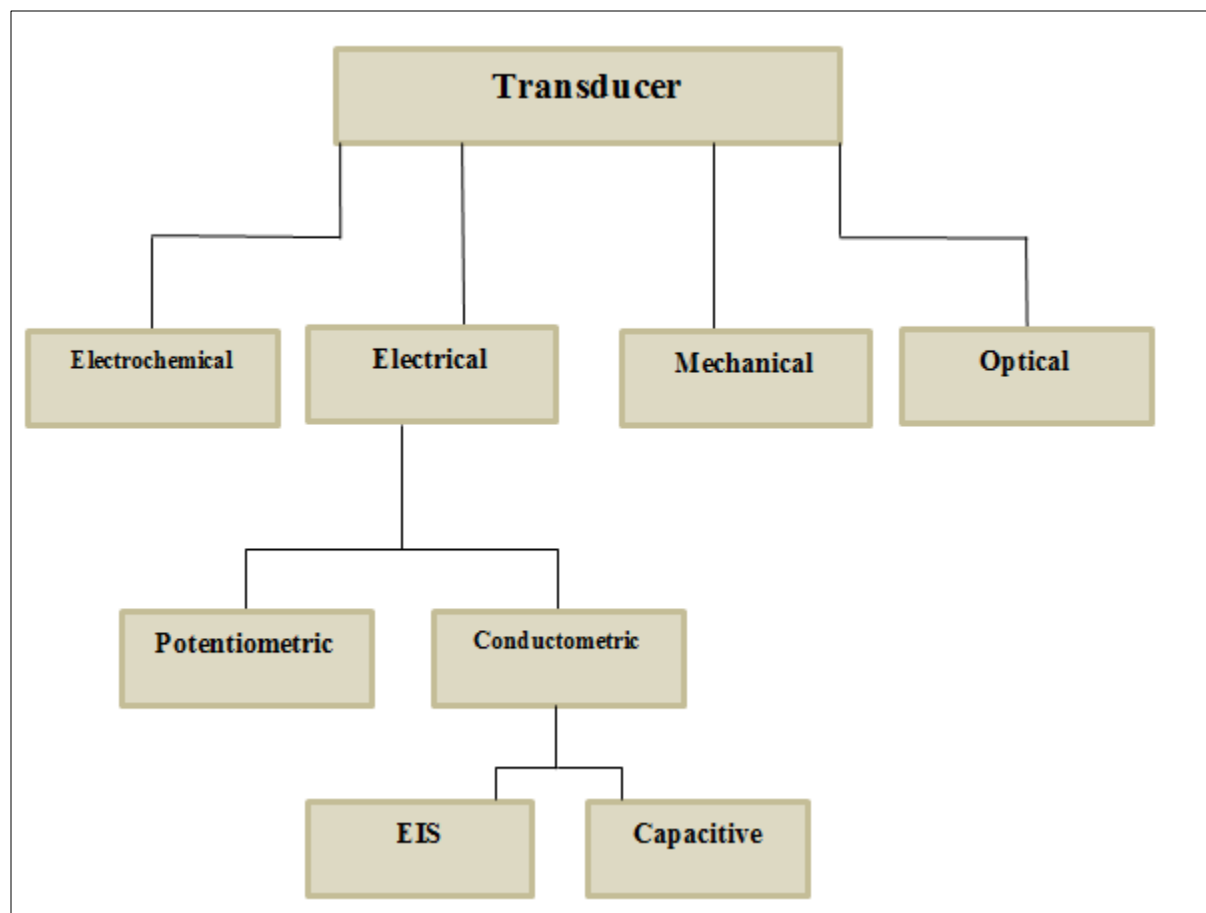 Transducer
Electrochemical
Electrical
Mechanical
Optical
Potentiometric
Conductometric
EIS
Capacitive